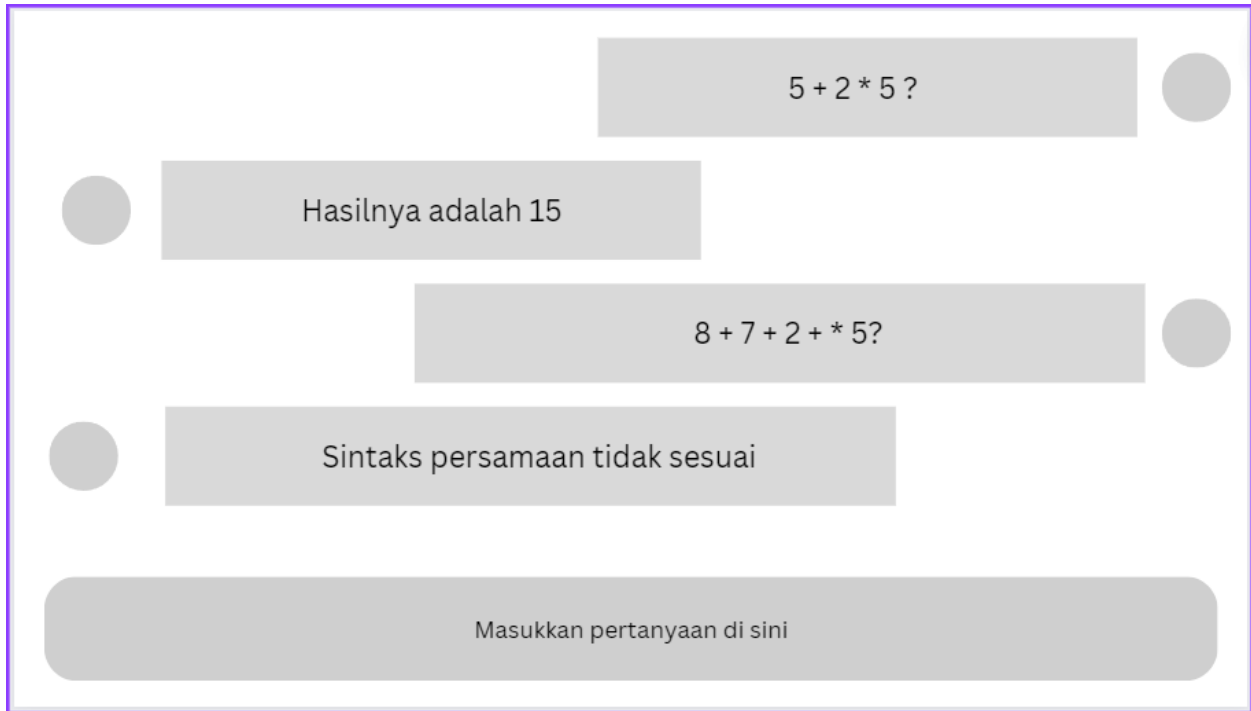 5 + 2 * 5 ?
Hasilnya adalah 15
8 + 7 + 2 + * 5?
Sintaks persamaan tidak sesuai
Masukkan pertanyaan di sini